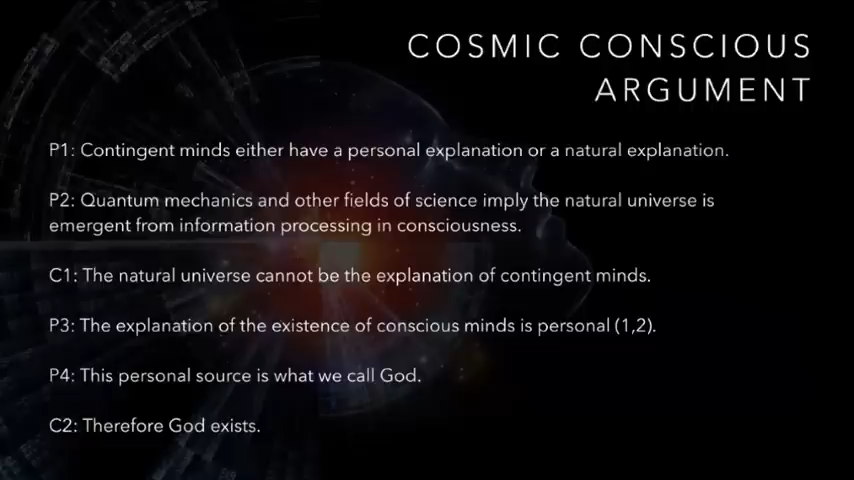 COSMIC CONSCIOUS
ARGUMENT
P1: Contingent minds either have a personal explanation or a natural explanation.
P2: Quantum mechanics and other fields of science imply the natural universe is
emergent from information processing in consciousness.
C1: The natural universe cannot be the explanation of contingent minds.
P3: The explanation of the existence of conscious minds is personal (1,2).
P4: This personal source is what we call God.
C2: Therefore God exists.